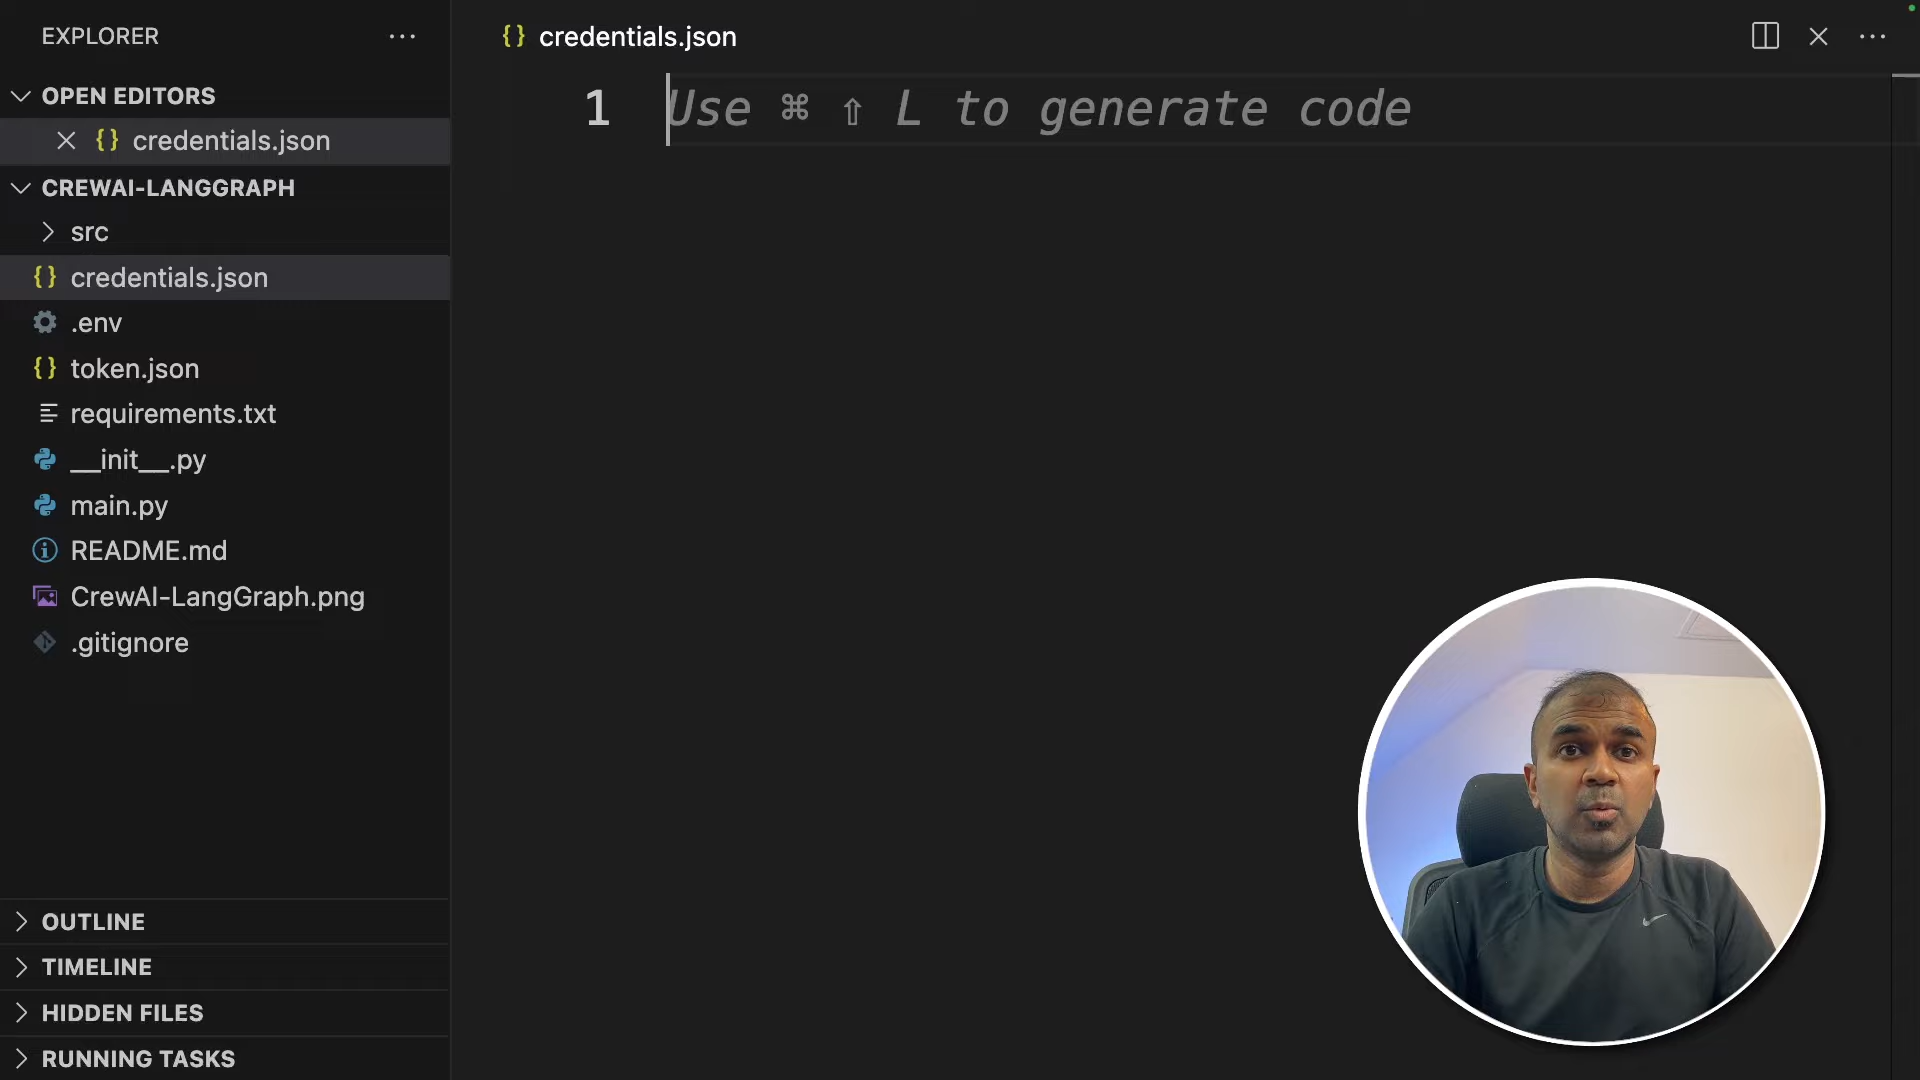 EXPLORER
OPEN EDITORS
credentials.json
CREWAI-LANGGRAPH
src
credentials.json
.env
token.json
requirements.txt
__init__.py
main.py
README.md
CrewAI-LangGraph.png
.gitignore
OUTLINE
TIMELINE
HIDDEN FILES
RUNNING TASKS
credentials.json
1 Use ⌘ ⇧ L to generate code